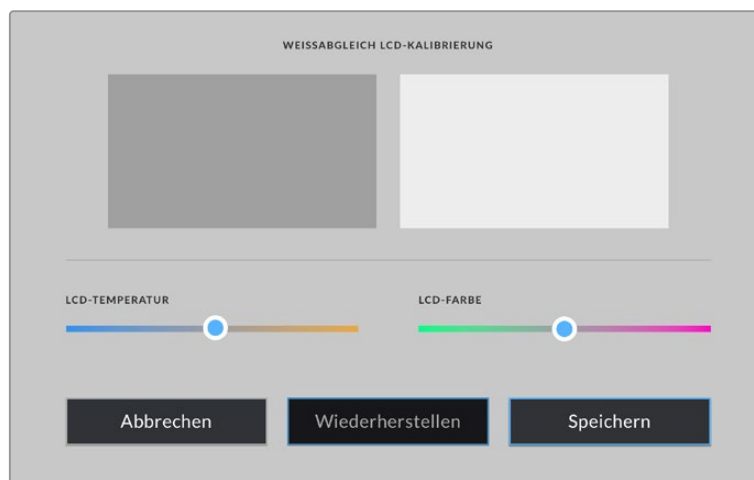 WEISSABGLEICH LCD-KALIBRIERUNG
LCD-TEMPERATUR
LCD-FARBE
Abbrechen
Wiederherstellen
Speichern